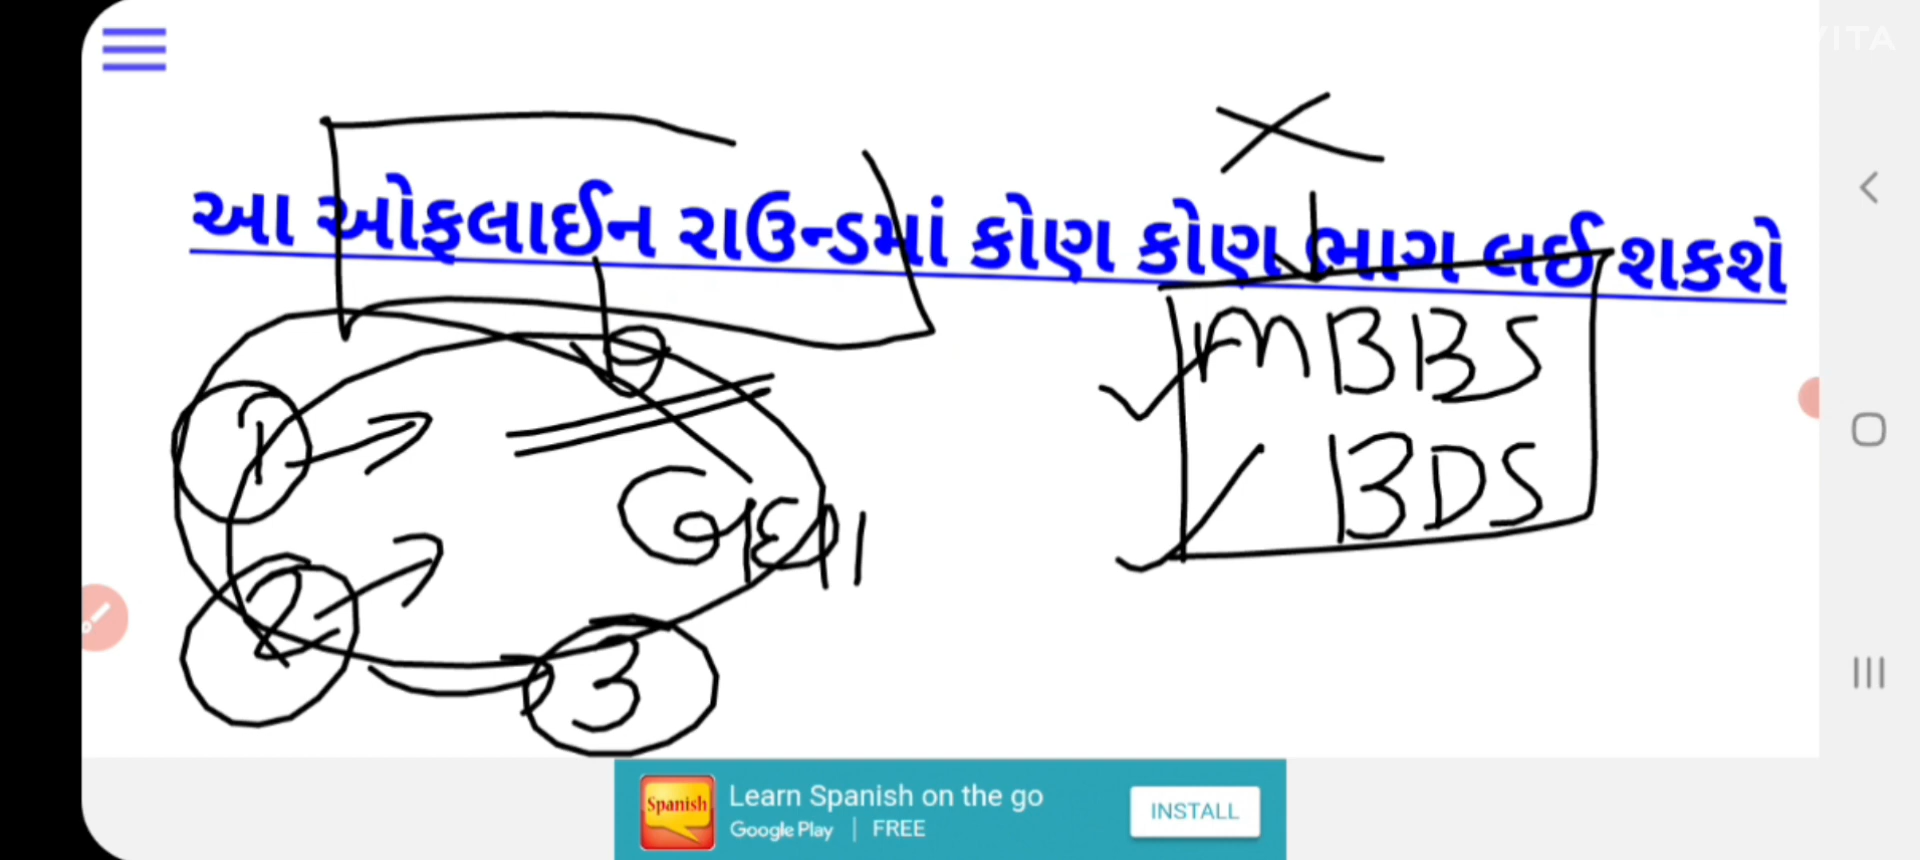 VITA
આ ઓફલાઈન રાઉન્ડમાં કોણ કોણ ભાગ લઈ શકશે
MBBS
BDS
1
2
3
Learn Spanish on the go
Spanish
Google Play | FREE
INSTALL